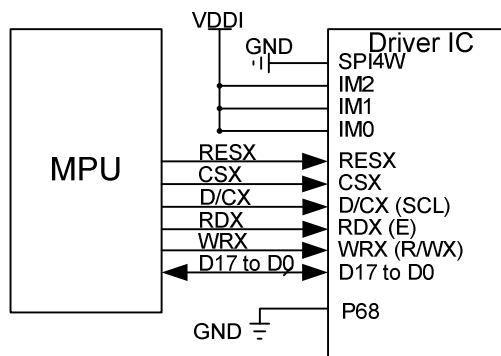 VDDI
GND
Driver IC
SPI4W
IM2
IM1
IM0
MPU
RESX
RESX
CSX
CSX
D/CX
D/CX (SCL)
RDX
RDX (E)
WRX
WRX (R/WX)
D17 to D0
D17 to D0
P68
GND